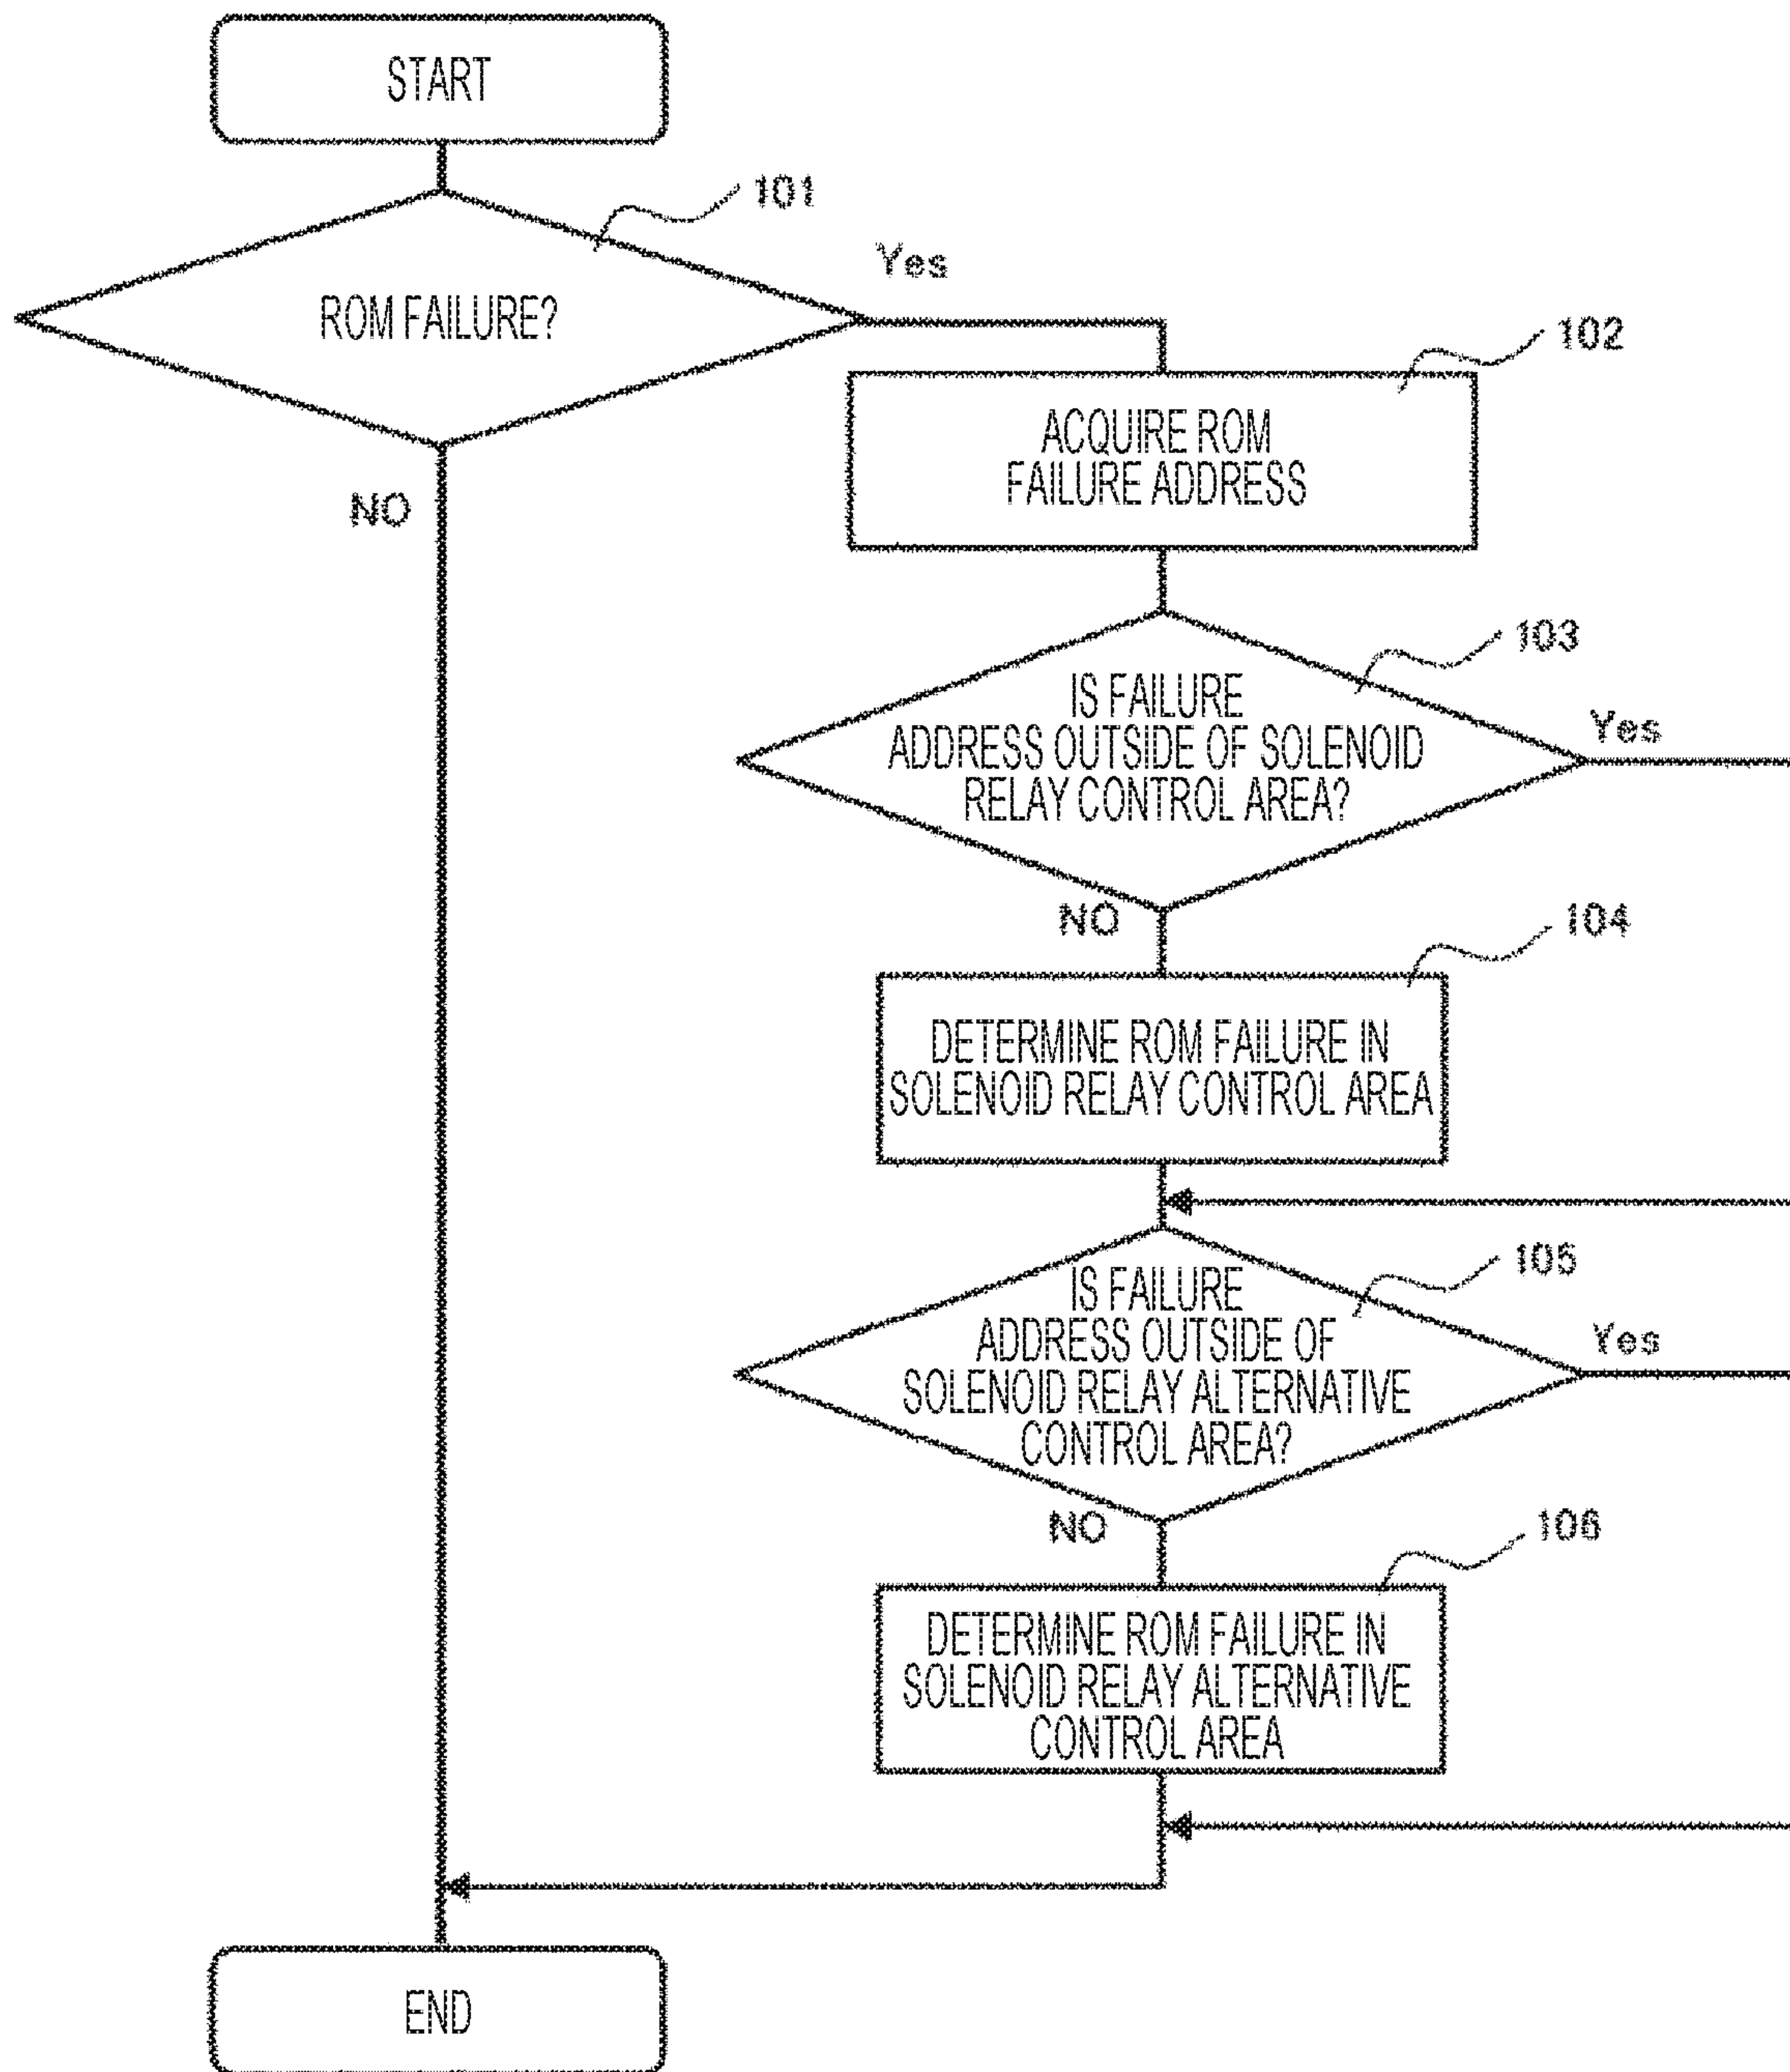 START
101
ROM FAILURE?
Yes
NO
102
ACQUIRE ROM
FAILURE ADDRESS
103
IS FAILURE
ADDRESS OUTSIDE OF SOLENOID
RELAY CONTROL AREA?
Yes
NO
104
DETERMINE ROM FAILURE IN
SOLENOID RELAY CONTROL AREA
105
IS FAILURE
ADDRESS OUTSIDE OF
SOLENOID RELAY ALTERNATIVE
CONTROL AREA?
Yes
NO
106
DETERMINE ROM FAILURE IN
SOLENOID RELAY ALTERNATIVE
CONTROL AREA
END